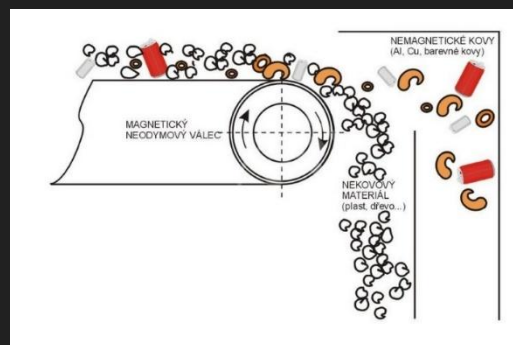 NEMAGNETICKÉ KOVY
(Al, Cu, barevné kovy)
MAGNETICKÝ
NEODYMOVÝ VÁLEC
NEKOVOVÝ
MATERIÁL
(plast, dřevo...)